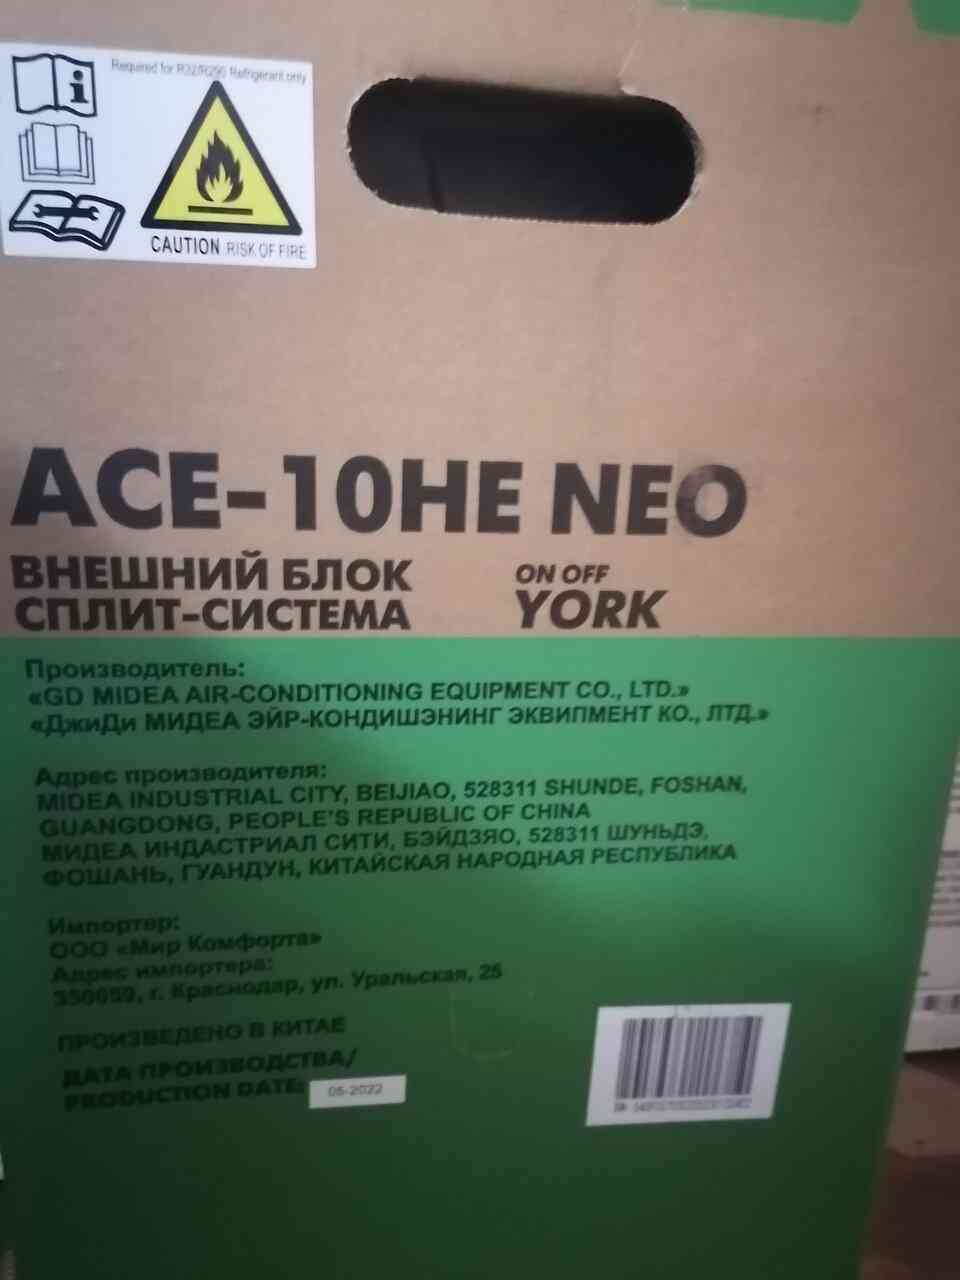 Required for R32/R290 Refrigerant only
CAUTION RISK OF FIRE
ACE-10HE NEO
ВНЕШНИЙ БЛОК
СПЛИТ-СИСТЕМА
ON OFF
YORK
Производитель:
«GD MIDEA AIR-CONDITIONING EQUIPMENT CO., LTD.»
«ДжиДи МИДЕА ЭЙР-КОНДИШЭНИНГ ЭКВИПМЕНТ КО., ЛТД.»
Адрес производителя:
MIDEA INDUSTRIAL CITY, BEIJIAO, 528311 SHUNDE, FOSHAN,
GUANGDONG, PEOPLE'S REPUBLIC OF CHINA
МИДЕА ИНДАСТРИАЛ СИТИ, БЭЙДЗЯО, 528311 ШУНЬДЭ,
ФОШАНЬ, ГУАНДУН, КИТАЙСКАЯ НАРОДНАЯ РЕСПУБЛИКА
Импортер:
ООО «Мир Комфорта»
Адрес импортера:
350059, г. Краснодар, ул. Уральская, 25
ПРОИЗВЕДЕНО В КИТАЕ
ДАТА ПРОИЗВОДСТВА/
PRODUCTION DATE: 05-2022